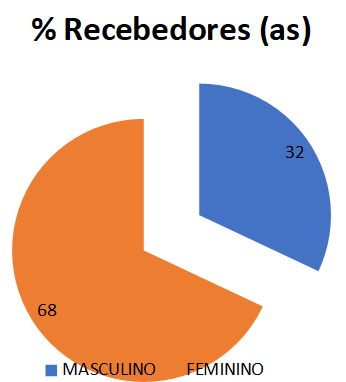 % Recebedores (as)
32
68
MASCULINO FEMININO